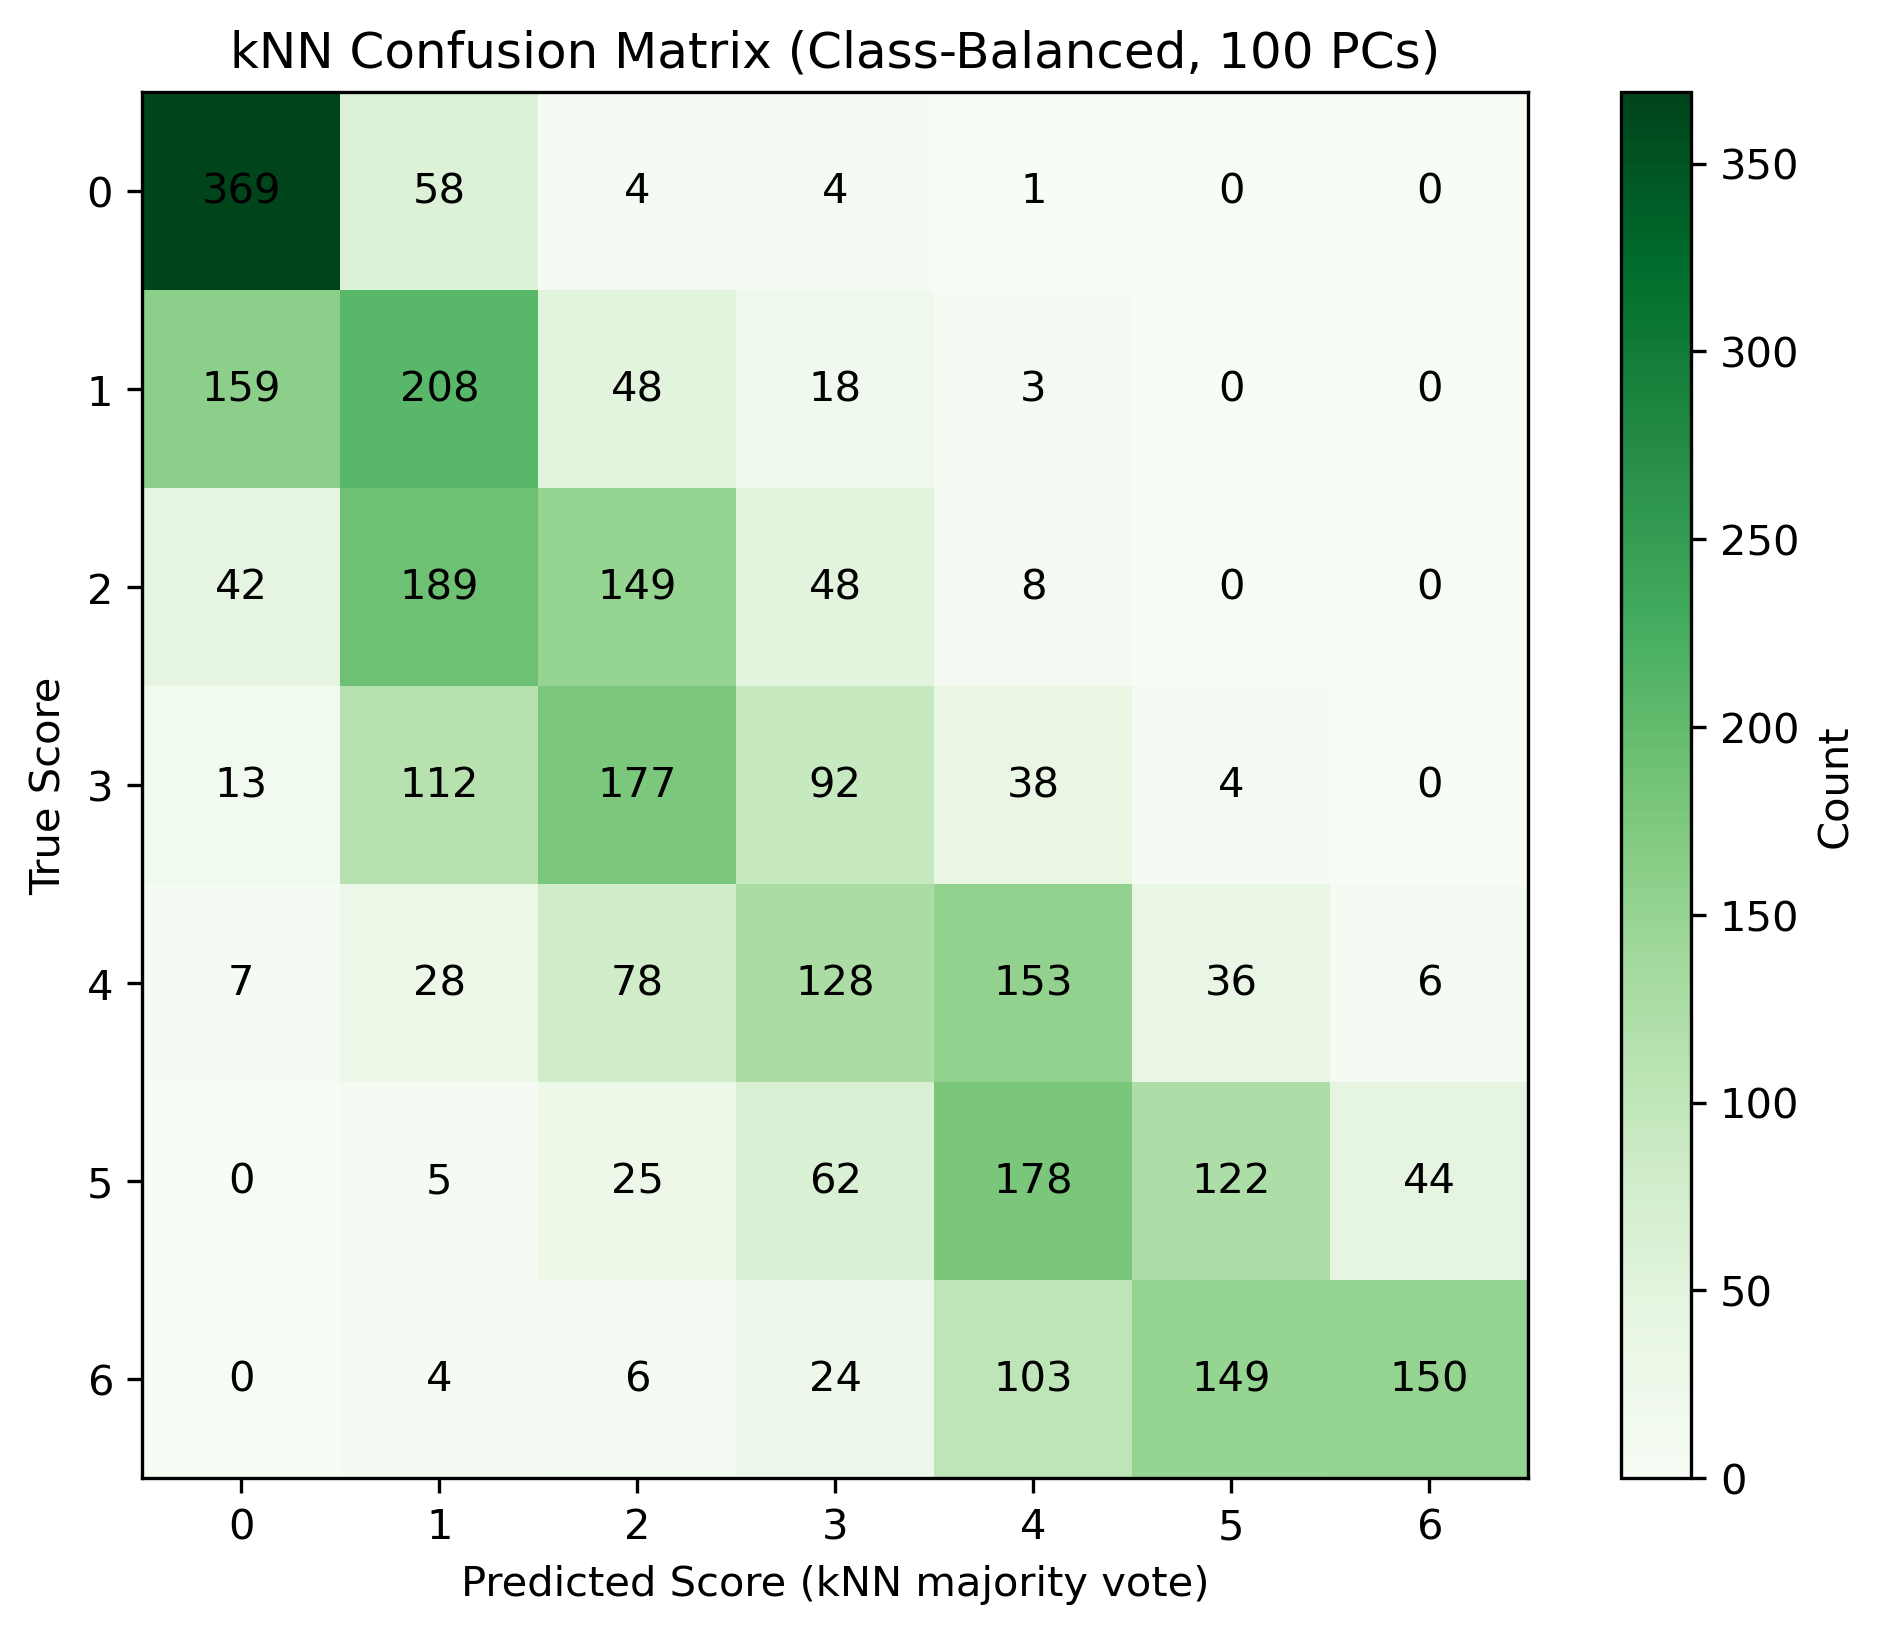 kNN Confusion Matrix (Class-Balanced, 100 PCs)
0 369 58 4 4 1 0 0
1 159 208 48 18 3 0 0
2 42 189 149 48 8 0 0
3 13 112 177 92 38 4 0
4 7 28 78 128 153 36 6
5 0 5 25 62 178 122 44
6 0 4 6 24 103 149 150
0 1 2 3 4 5 6
True Score
Predicted Score (kNN majority vote)
350
300
250
200
150
100
50
0
Count